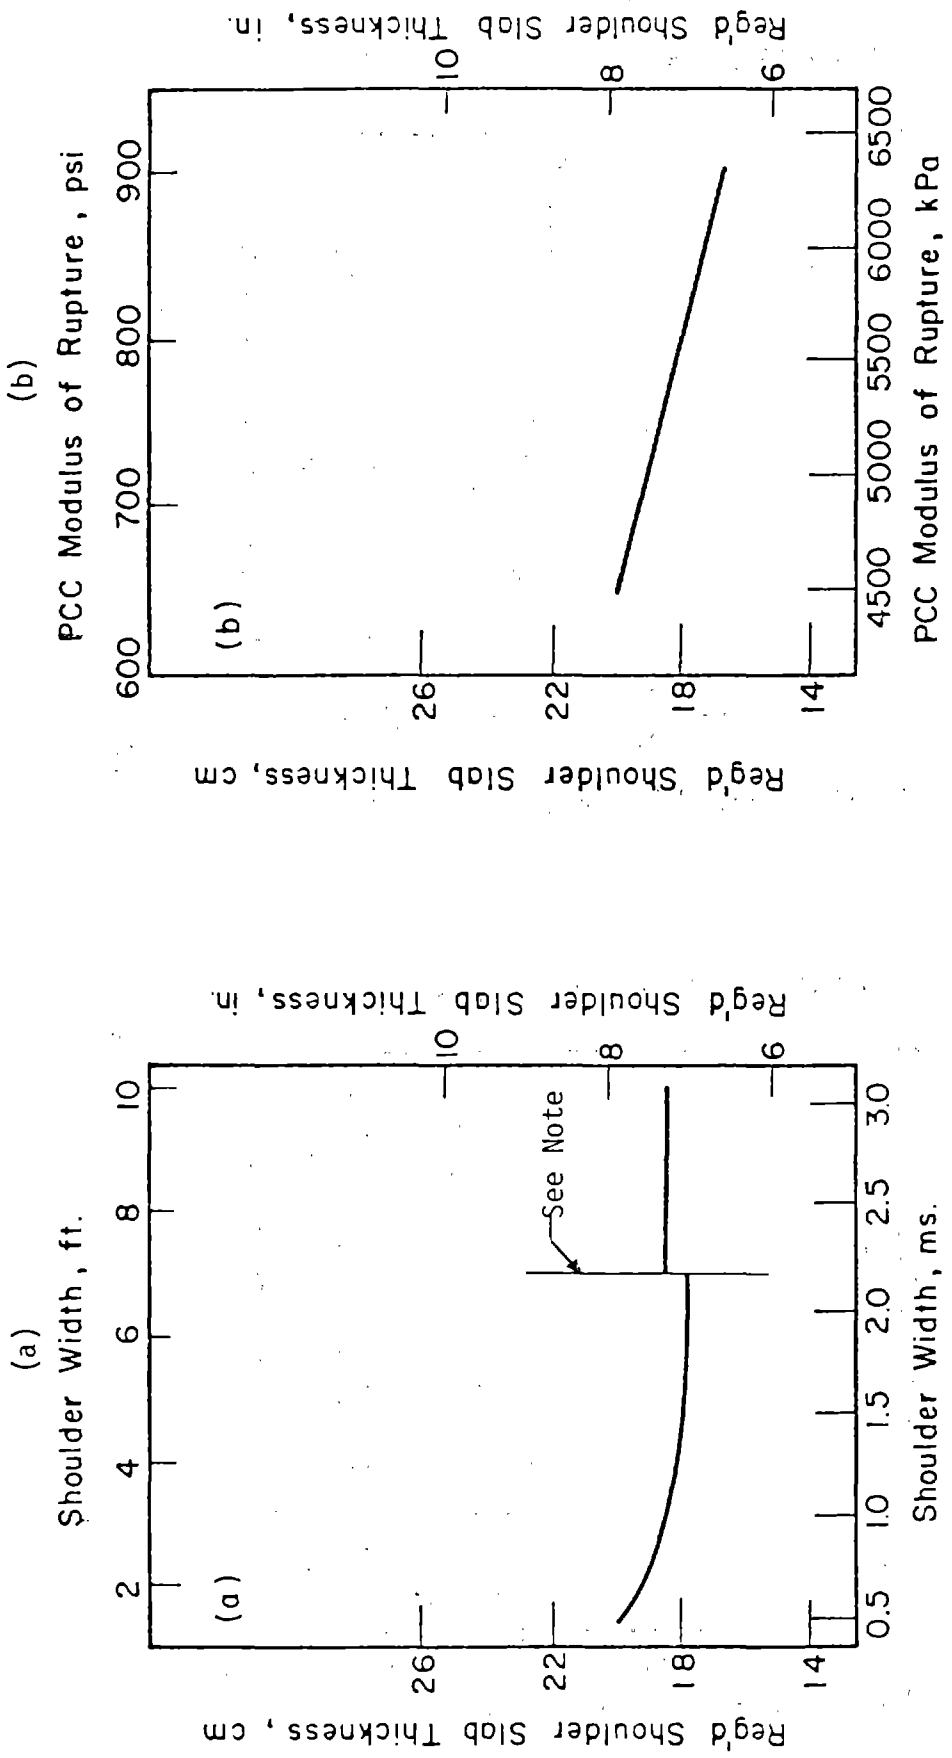 (a)
Shoulder Width, ft.
2 4 6 8 10
(a)
Req'd Shoulder Slab Thickness, cm
26
22
18
14
Req'd Shoulder Slab Thickness, in.
10
8
6
See Note
0.5 1.0 1.5 2.0 2.5 3.0
Shoulder Width, ms.
(b)
PCC Modulus of Rupture, psi
600 700 800 900
(b)
Req'd Shoulder Slab Thickness, cm
26
22
18
14
Req'd Shoulder Slab Thickness, in.
10
8
6
4500 5000 5500 6000 6500
PCC Modulus of Rupture, kPa